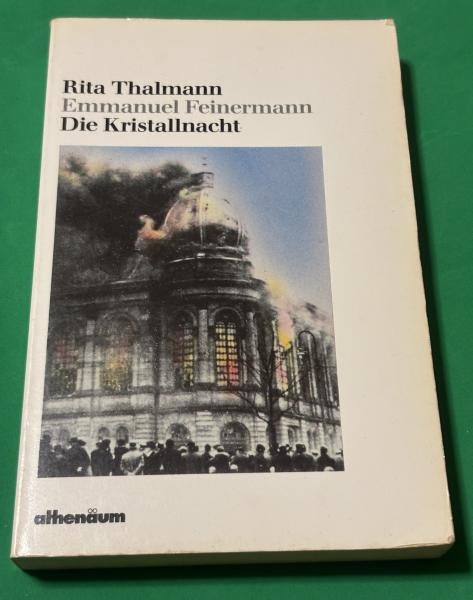 Rita Thalmann
Emmanuel Feinermann
Die Kristallnacht
athenäum